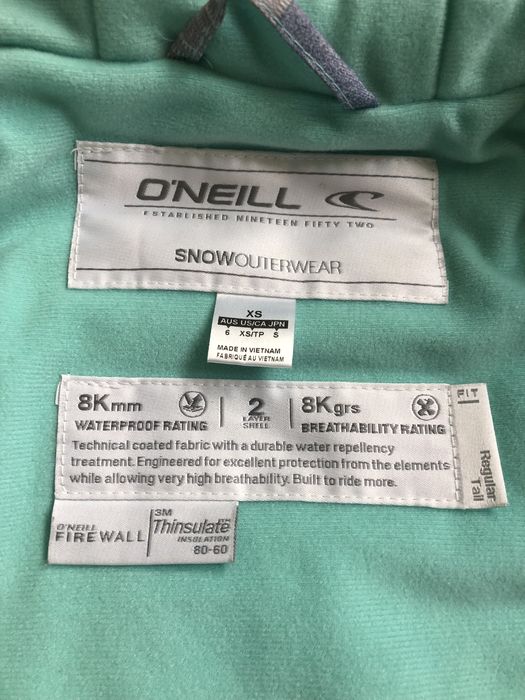 O'NEILL
ESTABLISHED NINETEEN FIFTY TWO
SNOWOUTERWEAR
XS
AUS US/CA JPN
6 XS/TP S
MADE IN VIETNAM
FABRIQUÉ AU VIETNAM
8Kmm
WATERPROOF RATING
2
LAYER
SHELL
8Kgrs
BREATHABILITY RATING
Technical coated fabric with a durable water repellency
treatment. Engineered for excellent protection from the elements
while allowing very high breathability. Built to ride more.
FIT
Regular
Tall
O'NEILL
FIREWALL
3M
Thinsulate
INSULATION
80-60